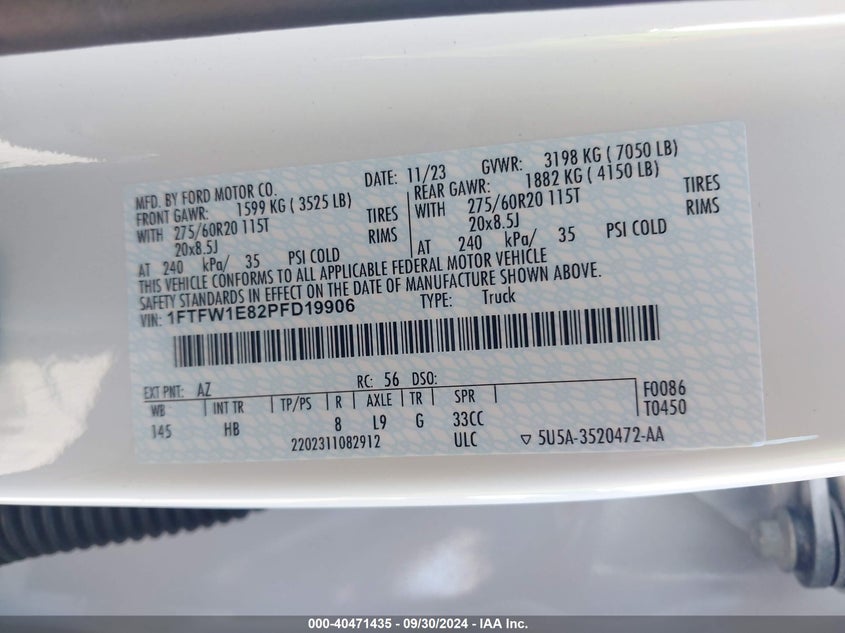 MFD. BY FORD MOTOR CO. DATE: 11/23 GVWR: 3198 KG ( 7050 LB)
FRONT GAWR: 1599 KG ( 3525 LB) REAR GAWR: 1882 KG ( 4150 LB)
WITH 275/60R20 115T TIRES WITH 275/60R20 115T TIRES
20x8.5J RIMS 20x8.5J RIMS
AT 240 kPa/ 35 PSI COLD AT 240 kPa/ 35 PSI COLD
THIS VEHICLE CONFORMS TO ALL APPLICABLE FEDERAL MOTOR VEHICLE
SAFETY STANDARDS IN EFFECT ON THE DATE OF MANUFACTURE SHOWN ABOVE.
VIN: 1FTFW1E82PFD19906 TYPE: Truck
EXT PNT: AZ RC: 56 DSO:
WB INT TR TP/PS R AXLE TR SPR F0086
145 HB 8 L9 G 33CC T0450
2202311082912 ULC ▽ 5U5A-3520472-AA
000-40471435 - 09/30/2024 - IAA Inc.